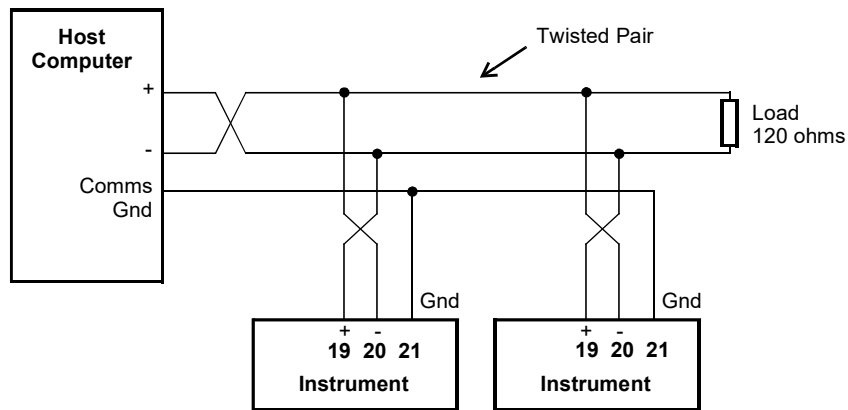 Host
Computer
Twisted Pair
+
-
Load
120 ohms
Comms
Gnd
Gnd
Gnd
+ -
19 20 21
Instrument
+ -
19 20 21
Instrument